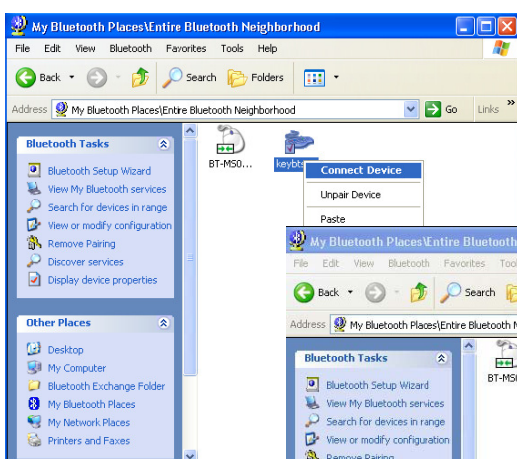 My Bluetooth Places\Entire Bluetooth Neighborhood
File Edit View Bluetooth Favorites Tools Help
Back Search Folders
Address My Bluetooth Places\Entire Bluetooth Neighborhood Go Links »
Bluetooth Tasks
Bluetooth Setup Wizard
View My Bluetooth services
Search for devices in range
View or modify configuration
Remove Pairing
Discover services
Display device properties
Other Places
Desktop
My Computer
Bluetooth Exchange Folder
My Bluetooth Places
My Network Places
Printers and Faxes
BT-MS0...
Connect Device
Unpair Device
Paste
My Bluetooth Places\Entire Bluetooth
File Edit View Bluetooth Favorites
Back Search
Address My Bluetooth Places\Entire Bluetooth
Bluetooth Tasks
Bluetooth Setup Wizard
View My Bluetooth services
Search for devices in range
View or modify configuration
Remove Pairing
BT-MS